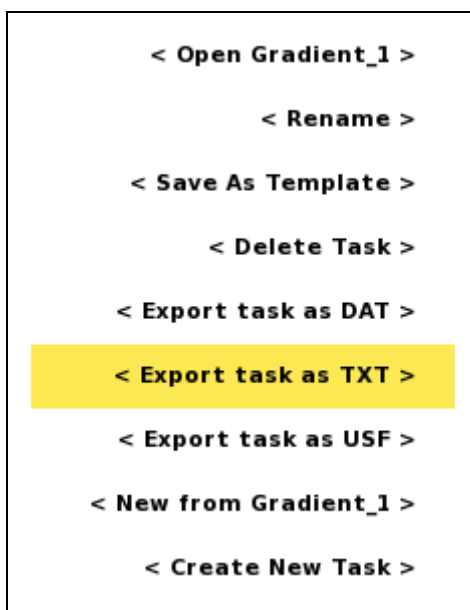 < Open Gradient_1 >
< Rename >
< Save As Template >
< Delete Task >
< Export task as DAT >
< Export task as TXT >
< Export task as USF >
< New from Gradient_1 >
< Create New Task >